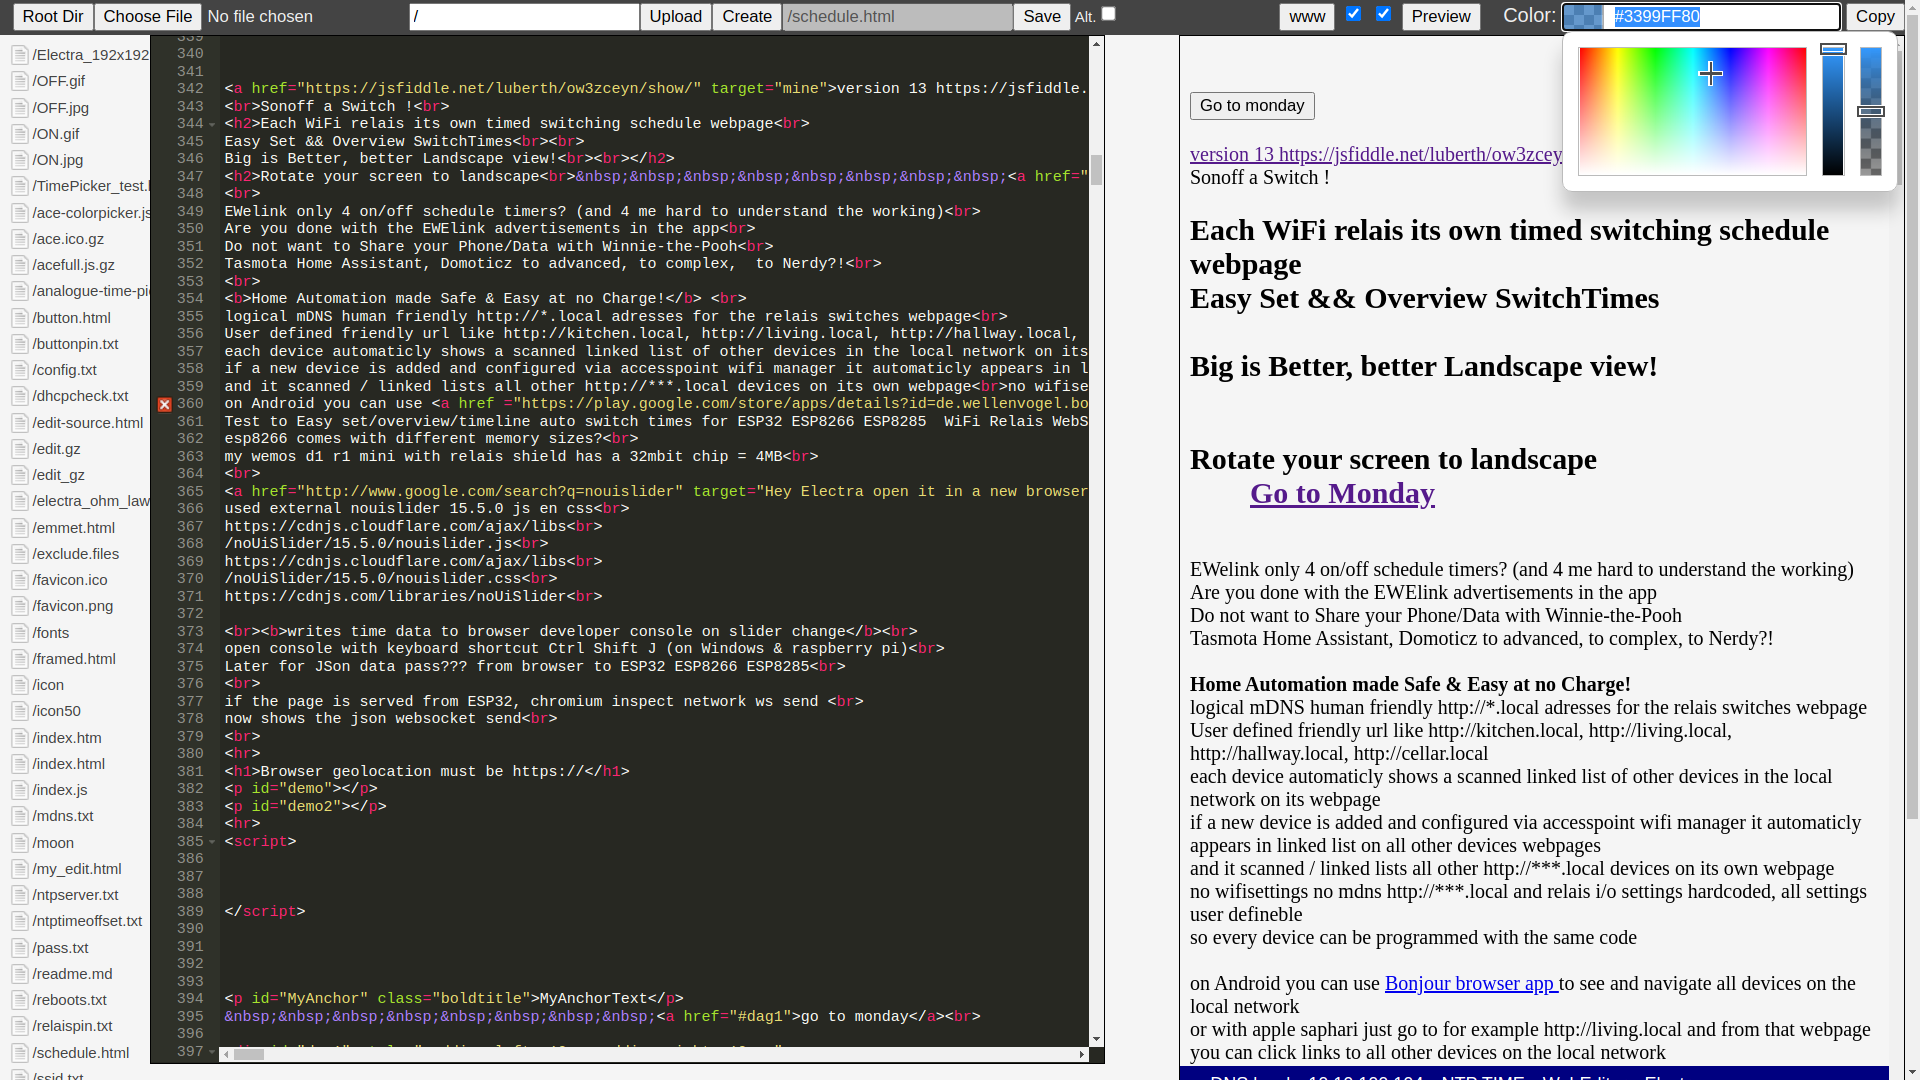 Root Dir Choose File No file chosen / Upload Create /schedule.html Save Alt. www Preview Color: #3399FF80 Copy
/Electra_192x192
/OFF.gif
/OFF.jpg
/ON.gif
/ON.jpg
/TimePicker_test.
/ace-colorpicker.js
/ace.ico.gz
/acefull.js.gz
/analogue-time-pi
/button.html
/buttonpin.txt
/config.txt
/dhcpcheck.txt
/edit-source.html
/edit.gz
/edit_gz
/electra_ohm_law
/emmet.html
/exclude.files
/favicon.ico
/favicon.png
/fonts
/framed.html
/icon
/icon50
/index.htm
/index.html
/index.js
/mdns.txt
/moon
/my_edit.html
/ntpserver.txt
/ntptimeoffset.txt
/pass.txt
/readme.md
/reboots.txt
/relaispin.txt
/schedule.html
/ssid.txt
339
340
341
342 <a href="https://jsfiddle.net/luberth/ow3zceyn/show/" target="mine">version 13 https://jsfiddle.
343 <br>Sonoff a Switch !<br>
344 <h2>Each WiFi relais its own timed switching schedule webpage<br>
345 Easy Set && Overview SwitchTimes<br><br>
346 Big is Better, better Landscape view!<br><br></h2>
347 <h2>Rotate your screen to landscape<br>&nbsp;&nbsp;&nbsp;&nbsp;&nbsp;&nbsp;&nbsp;&nbsp;<a href="
348 <br>
349 EWelink only 4 on/off schedule timers? (and 4 me hard to understand the working)<br>
350 Are you done with the EWElink advertisements in the app<br>
351 Do not want to Share your Phone/Data with Winnie-the-Pooh<br>
352 Tasmota Home Assistant, Domoticz to advanced, to complex,  to Nerdy?!<br>
353 <br>
354 <b>Home Automation made Safe & Easy at no Charge!</b> <br>
355 logical mDNS human friendly http://*.local adresses for the relais switches webpage<br>
356 User defined friendly url like http://kitchen.local, http://living.local, http://hallway.local,
357 each device automaticly shows a scanned linked list of other devices in the local network on its
358 if a new device is added and configured via accesspoint wifi manager it automaticly appears in l
359 and it scanned / linked lists all other http://***.local devices on its own webpage<br>no wifise
360 on Android you can use <a href ="https://play.google.com/store/apps/details?id=de.wellenvogel.bo
361 Test to Easy set/overview/timeline auto switch times for ESP32 ESP8266 ESP8285  WiFi Relais WebS
362 esp8266 comes with different memory sizes?<br>
363 my wemos d1 r1 mini with relais shield has a 32mbit chip = 4MB<br>
364 <br>
365 <a href="http://www.google.com/search?q=nouislider" target="Hey Electra open it in a new browser
366 used external nouislider 15.5.0 js en css<br>
367 https://cdnjs.cloudflare.com/ajax/libs<br>
368 /noUiSlider/15.5.0/nouislider.js<br>
369 https://cdnjs.cloudflare.com/ajax/libs<br>
370 /noUiSlider/15.5.0/nouislider.css<br>
371 https://cdnjs.com/libraries/noUiSlider<br>
372
373 <br><b>writes time data to browser developer console on slider change</b><br>
374 open console with keyboard shortcut Ctrl Shift J (on Windows & raspberry pi)<br>
375 Later for JSon data pass??? from browser to ESP32 ESP8266 ESP8285<br>
376 <br>
377 if the page is served from ESP32, chromium inspect network ws send <br>
378 now shows the json websocket send<br>
379 <br>
380 <hr>
381 <h1>Browser geolocation must be https://</h1>
382 <p id="demo"></p>
383 <p id="demo2"></p>
384 <hr>
385 <script>
386
387
388
389 </script>
390
391
392
393
394 <p id="MyAnchor" class="boldtitle">MyAnchorText</p>
395 &nbsp;&nbsp;&nbsp;&nbsp;&nbsp;&nbsp;&nbsp;&nbsp;<a href="#dag1">go to monday</a><br>
396
397
Go to monday
version 13 https://jsfiddle.net/luberth/ow3zcey
Sonoff a Switch !
Each WiFi relais its own timed switching schedule
webpage
Easy Set && Overview SwitchTimes
Big is Better, better Landscape view!
Rotate your screen to landscape
Go to Monday
EWelink only 4 on/off schedule timers? (and 4 me hard to understand the working)
Are you done with the EWElink advertisements in the app
Do not want to Share your Phone/Data with Winnie-the-Pooh
Tasmota Home Assistant, Domoticz to advanced, to complex, to Nerdy?!
Home Automation made Safe & Easy at no Charge!
logical mDNS human friendly http://*.local adresses for the relais switches webpage
User defined friendly url like http://kitchen.local, http://living.local,
http://hallway.local, http://cellar.local
each device automaticly shows a scanned linked list of other devices in the local
network on its webpage
if a new device is added and configured via accesspoint wifi manager it automaticly
appears in linked list on all other devices webpages
and it scanned / linked lists all other http://***.local devices on its own webpage
no wifisettings no mdns http://***.local and relais i/o settings hardcoded, all settings
user defineble
so every device can be programmed with the same code
on Android you can use Bonjour browser app to see and navigate all devices on the
local network
or with apple saphari just go to for example http://living.local and from that webpage
you can click links to all other devices on the local network